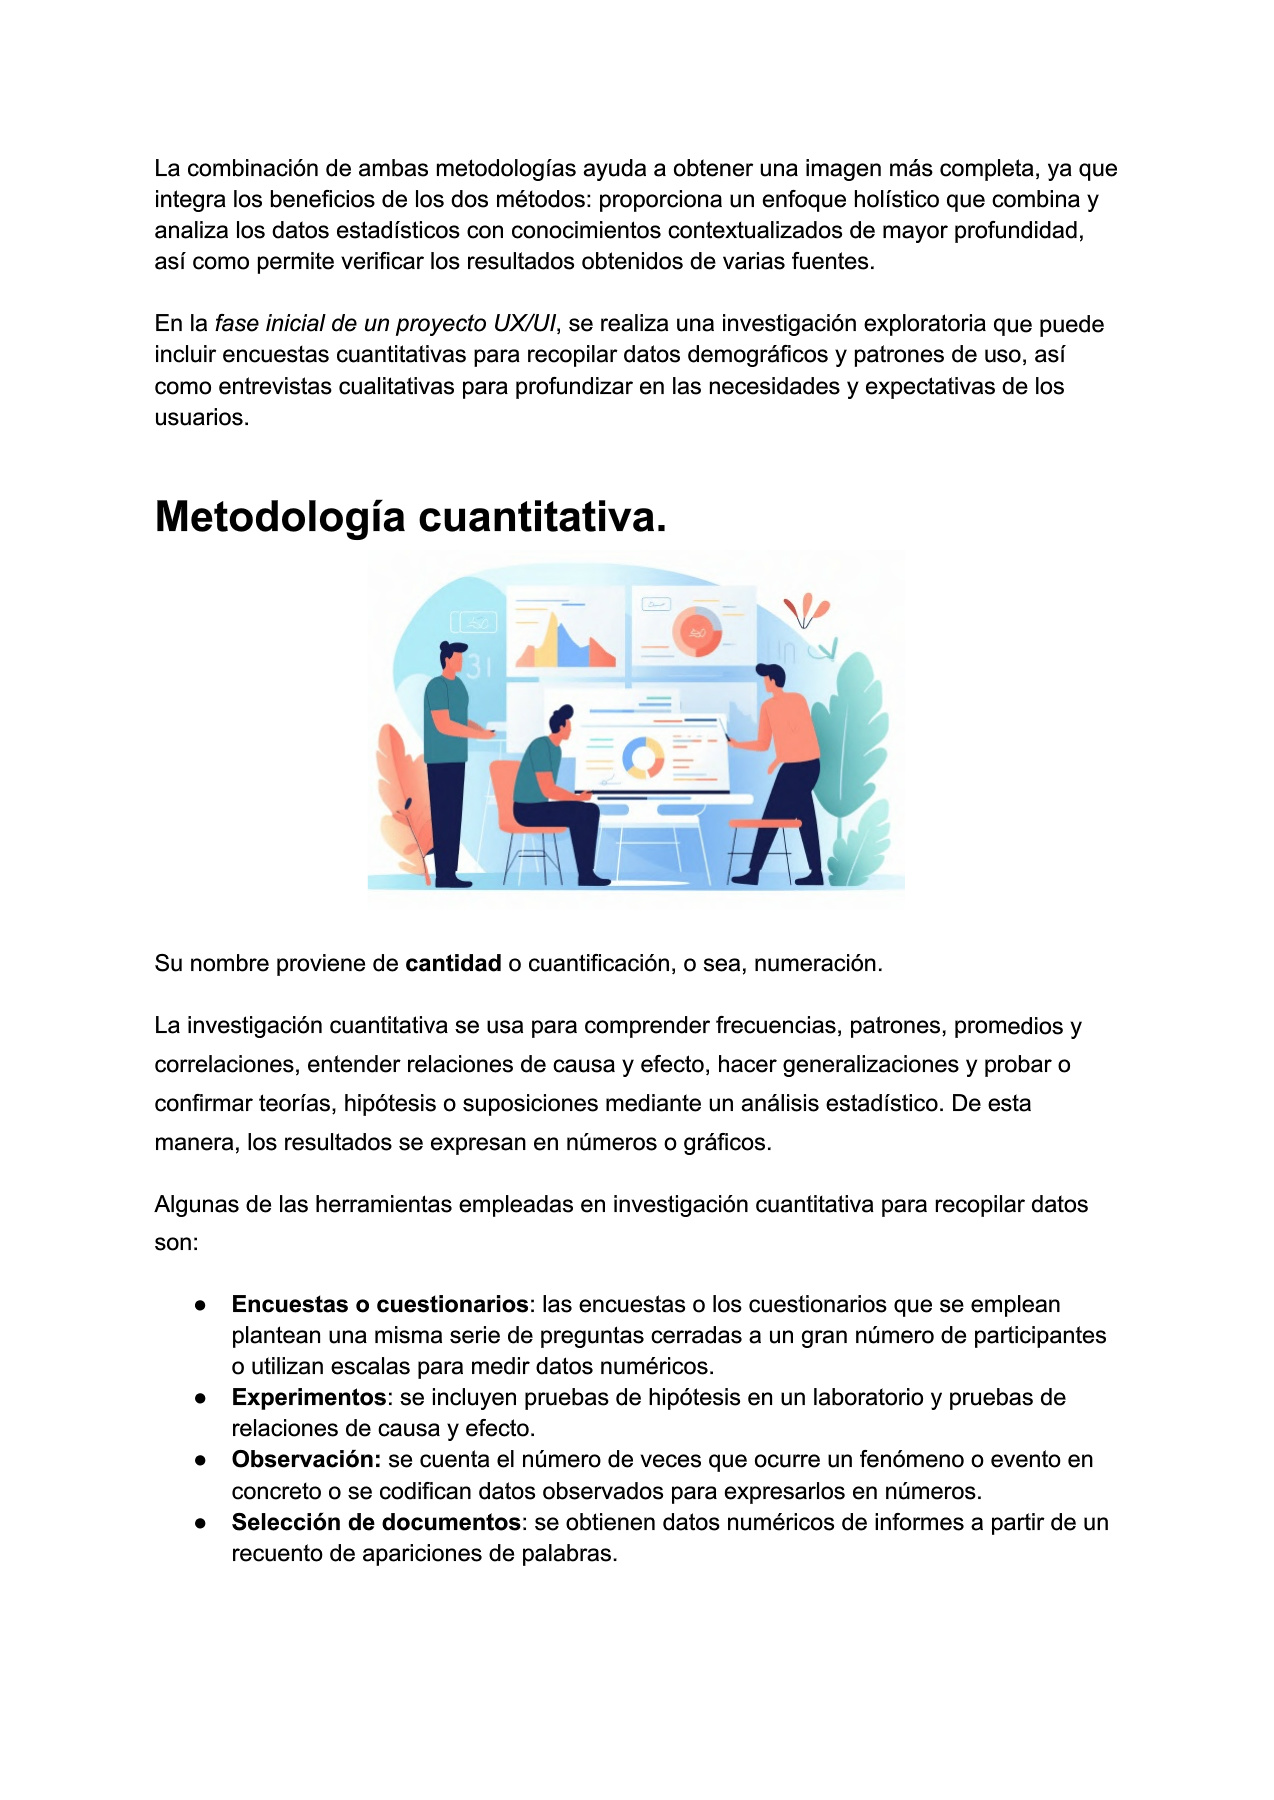 La combinación de ambas metodologías ayuda a obtener una imagen más completa, ya que
integra los beneficios de los dos métodos: proporciona un enfoque holístico que combina y
analiza los datos estadísticos con conocimientos contextualizados de mayor profundidad,
así como permite verificar los resultados obtenidos de varias fuentes.
En la fase inicial de un proyecto UX/UI, se realiza una investigación exploratoria que puede
incluir encuestas cuantitativas para recopilar datos demográficos y patrones de uso, así
como entrevistas cualitativas para profundizar en las necesidades y expectativas de los
usuarios.
Metodología cuantitativa.
31
Su nombre proviene de cantidad o cuantificación, o sea, numeración.
La investigación cuantitativa se usa para comprender frecuencias, patrones, promedios y
correlaciones, entender relaciones de causa y efecto, hacer generalizaciones y probar o
confirmar teorías, hipótesis o suposiciones mediante un análisis estadístico. De esta
manera, los resultados se expresan en números o gráficos.
Algunas de las herramientas empleadas en investigación cuantitativa para recopilar datos
son:
● Encuestas o cuestionarios: las encuestas o los cuestionarios que se emplean
plantean una misma serie de preguntas cerradas a un gran número de participantes
o utilizan escalas para medir datos numéricos.
● Experimentos: se incluyen pruebas de hipótesis en un laboratorio y pruebas de
relaciones de causa y efecto.
● Observación: se cuenta el número de veces que ocurre un fenómeno o evento en
concreto o se codifican datos observados para expresarlos en números.
● Selección de documentos: se obtienen datos numéricos de informes a partir de un
recuento de apariciones de palabras.